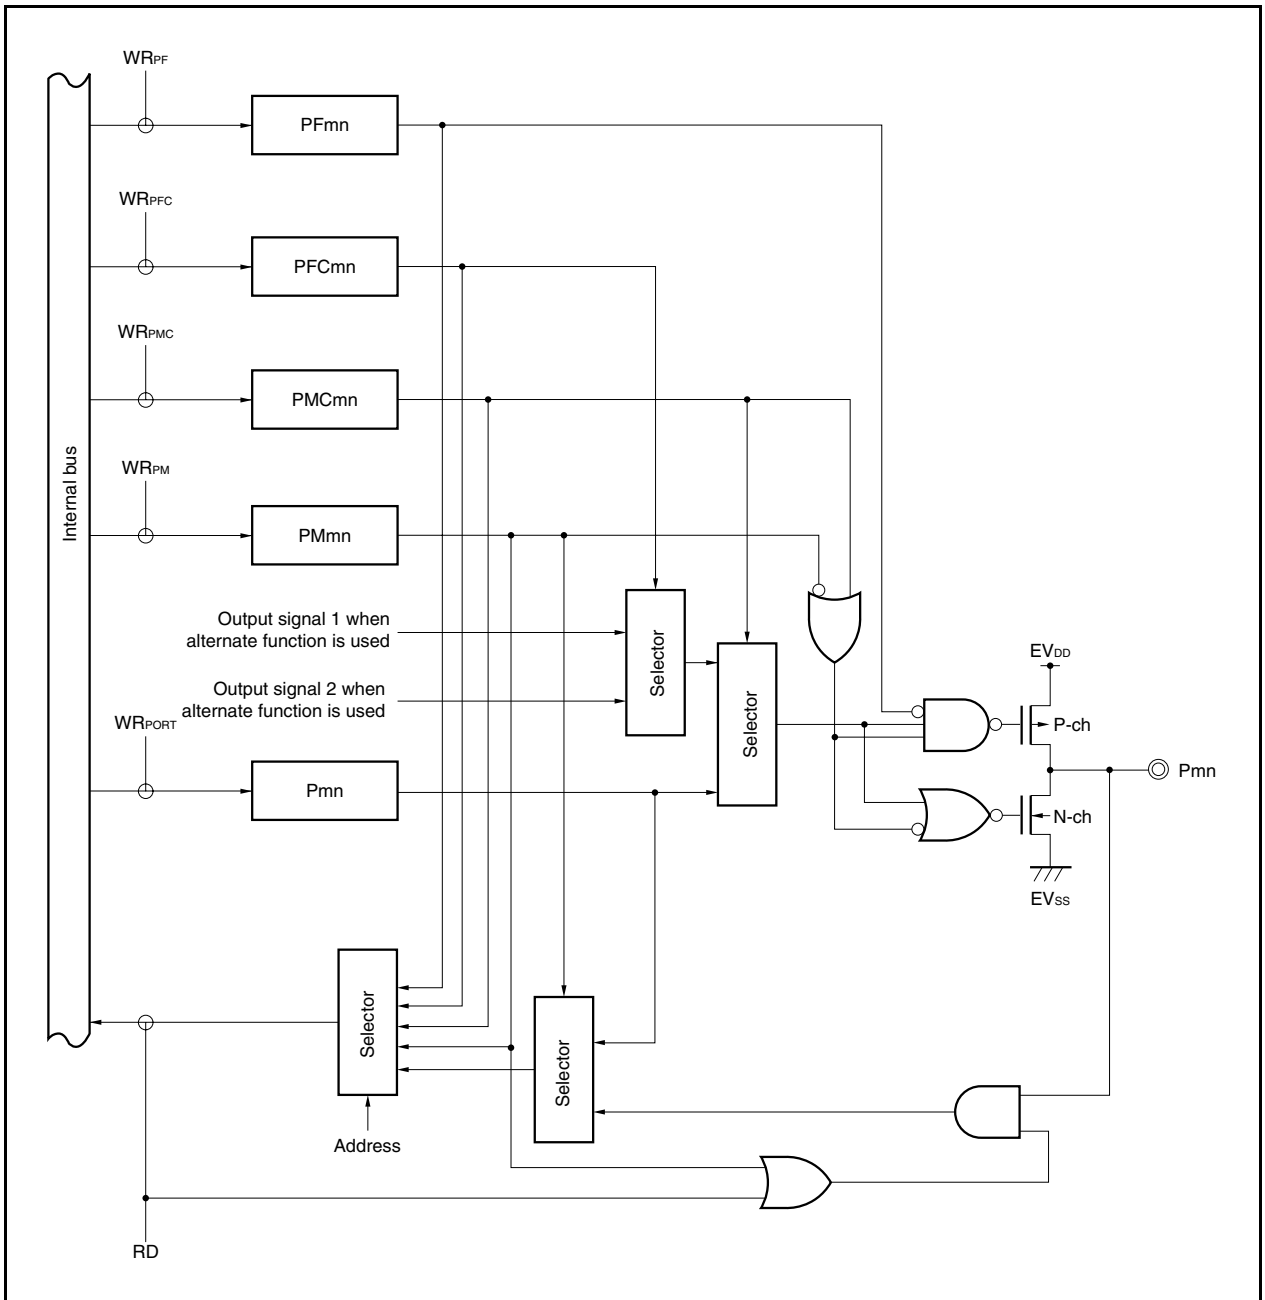 WRPF
PFmn
WRPFC
PFCmn
WRPMC
PMCmn
Internal bus
WRPM
PMmn
Output signal 1 when
alternate function is used
Selector
Output signal 2 when
alternate function is used
Selector
EVDD
P-ch
WRPORT
Pmn
Pmn
N-ch
EVSS
Selector
Selector
Address
RD